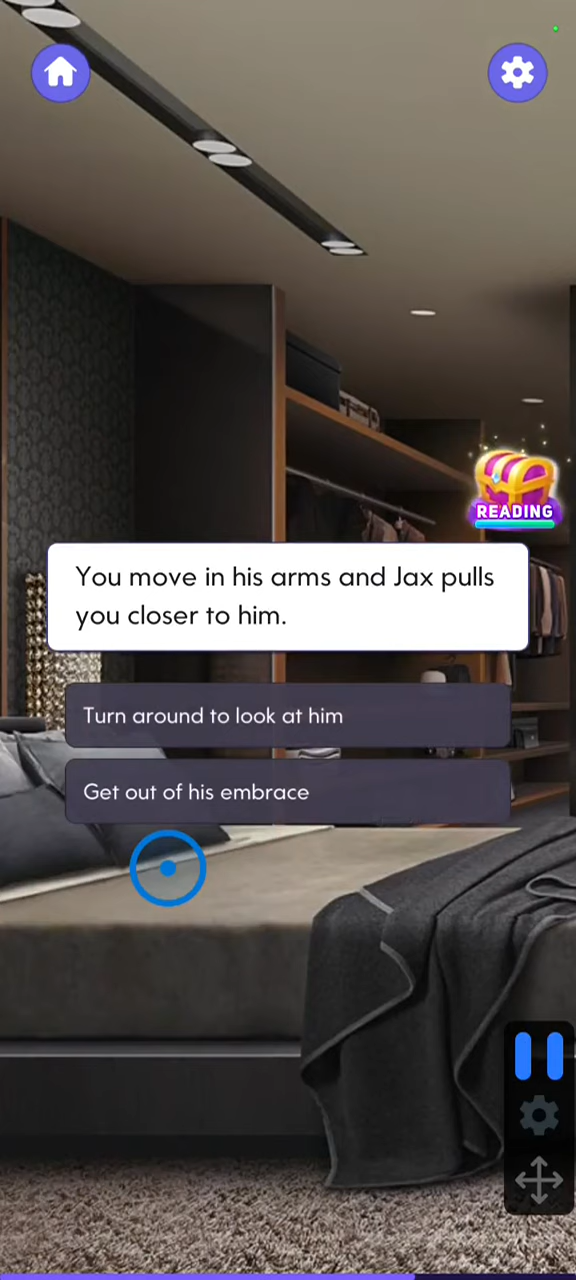 READING
You move in his arms and Jax pulls
you closer to him.
Turn around to look at him
Get out of his embrace